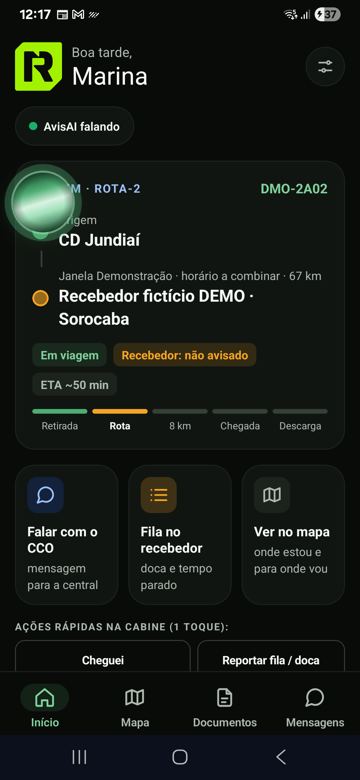 12:17
37
Boa tarde,
Marina
AvisAI falando
· ROTA-2
DMO-2A02
CD Jundiaí
Janela Demonstração · horário a combinar · 67 km
Recebedor fictício DEMO ·
Sorocaba
Em viagem
Recebedor: não avisado
ETA ~50 min
Retirada
Rota
8 km
Chegada
Descarga
Falar com o
CCO
mensagem
para a central
Fila no
recebedor
doca e tempo
parado
Ver no mapa
onde estou e
para onde vou
AÇÕES RÁPIDAS NA CABINE (1 TOQUE):
Cheguei
Reportar fila / doca
Início
Mapa
Documentos
Mensagens